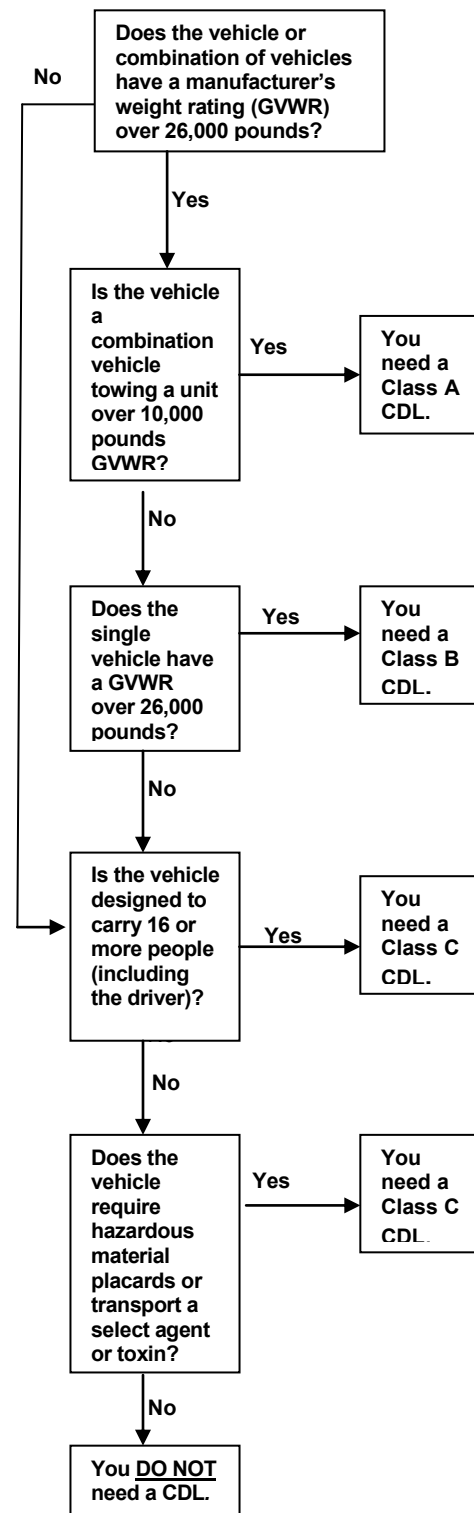 Does the vehicle or
combination of vehicles
have a manufacturer’s
weight rating (GVWR)
over 26,000 pounds?
No
Yes
Is the vehicle
a
combination
vehicle
towing a unit
over 10,000
pounds
GVWR?
Yes
You
need a
Class A
CDL.
No
Does the
single
vehicle have
a GVWR
over 26,000
pounds?
Yes
You
need a
Class B
CDL.
No
Is the vehicle
designed to
carry 16 or
more people
(including
the driver)?
Yes
You
need a
Class C
CDL.
No
Does the
vehicle
require
hazardous
material
placards or
transport a
select agent
or toxin?
Yes
You
need a
Class C
CDL.
No
You DO NOT
need a CDL.